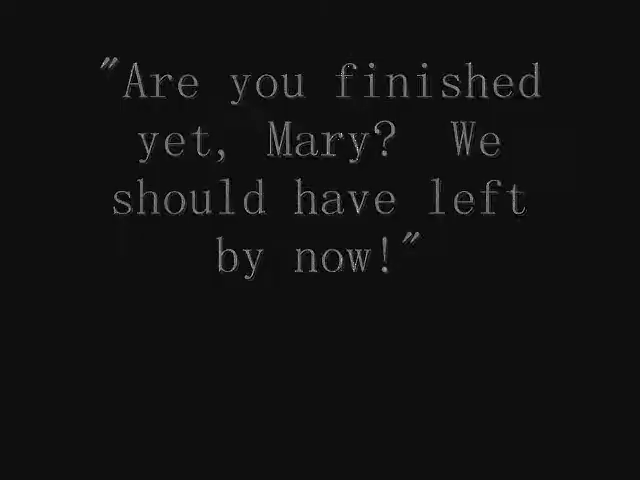 "Are you finished
yet, Mary?  We
should have left
by now!"